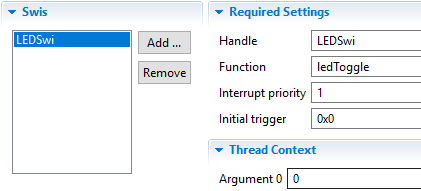 Swis
LEDSwi
Add ...
Remove
Required Settings
Handle LEDSwi
Function ledToggle
Interrupt priority 1
Initial trigger 0x0
Thread Context
Argument 0 0